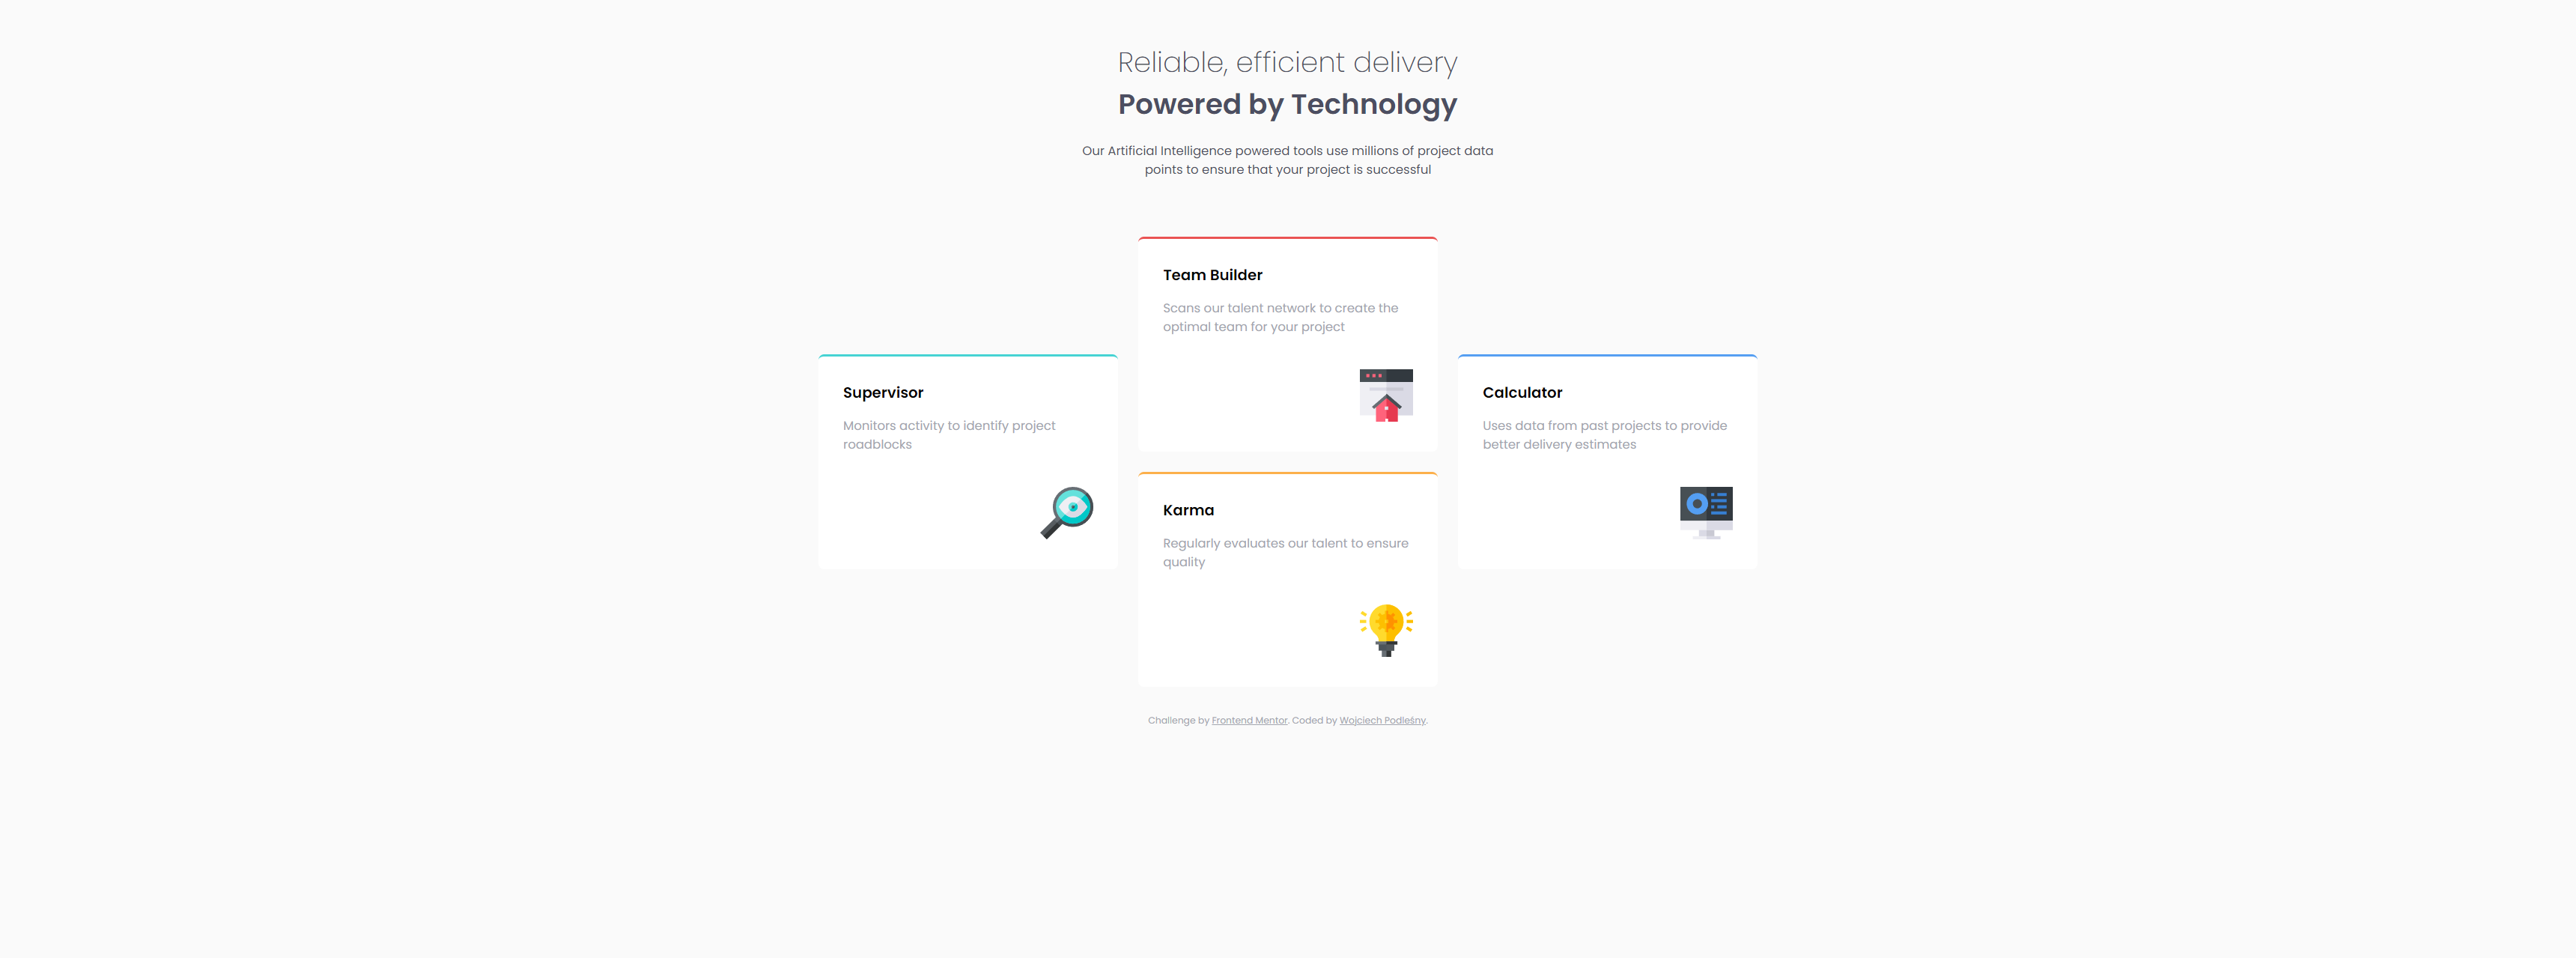 Reliable, efficient delivery
Powered by Technology
Our Artificial Intelligence powered tools use millions of project data
points to ensure that your project is successful
Team Builder
Scans our talent network to create the
optimal team for your project
Supervisor
Monitors activity to identify project
roadblocks
Calculator
Uses data from past projects to provide
better delivery estimates
Karma
Regularly evaluates our talent to ensure
quality
Challenge by Frontend Mentor. Coded by Wojciech Podleśny.